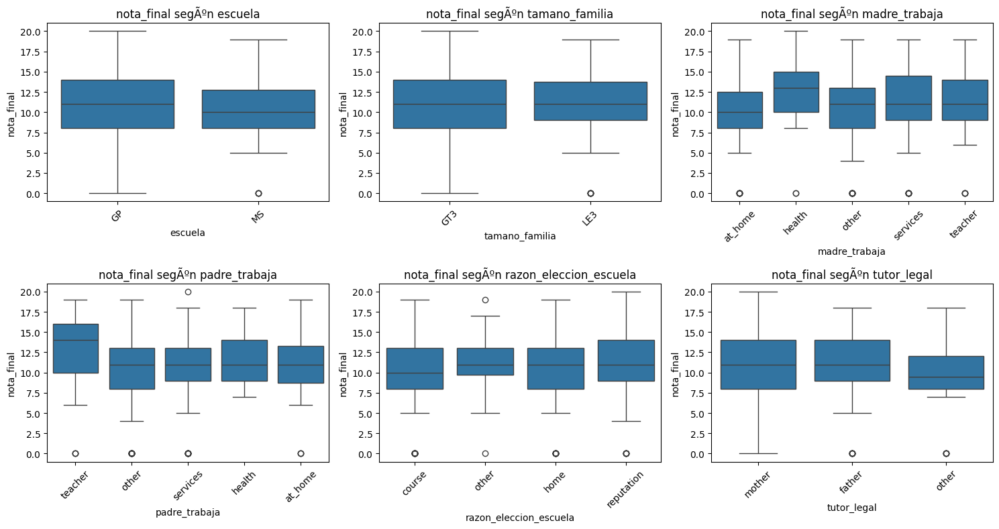 nota_final segÃºn escuela
nota_final
20.0
17.5
15.0
12.5
10.0
7.5
5.0
2.5
0.0
GP
MS
escuela
nota_final segÃºn tamano_familia
nota_final
20.0
17.5
15.0
12.5
10.0
7.5
5.0
2.5
0.0
GT3
LE3
tamano_familia
nota_final segÃºn madre_trabaja
nota_final
20.0
17.5
15.0
12.5
10.0
7.5
5.0
2.5
0.0
at_home
health
other
services
teacher
madre_trabaja
nota_final segÃºn padre_trabaja
nota_final
20.0
17.5
15.0
12.5
10.0
7.5
5.0
2.5
0.0
teacher
other
services
health
at_home
padre_trabaja
nota_final segÃºn razon_eleccion_escuela
nota_final
20.0
17.5
15.0
12.5
10.0
7.5
5.0
2.5
0.0
course
other
home
reputation
razon_eleccion_escuela
nota_final segÃºn tutor_legal
nota_final
20.0
17.5
15.0
12.5
10.0
7.5
5.0
2.5
0.0
mother
father
other
tutor_legal